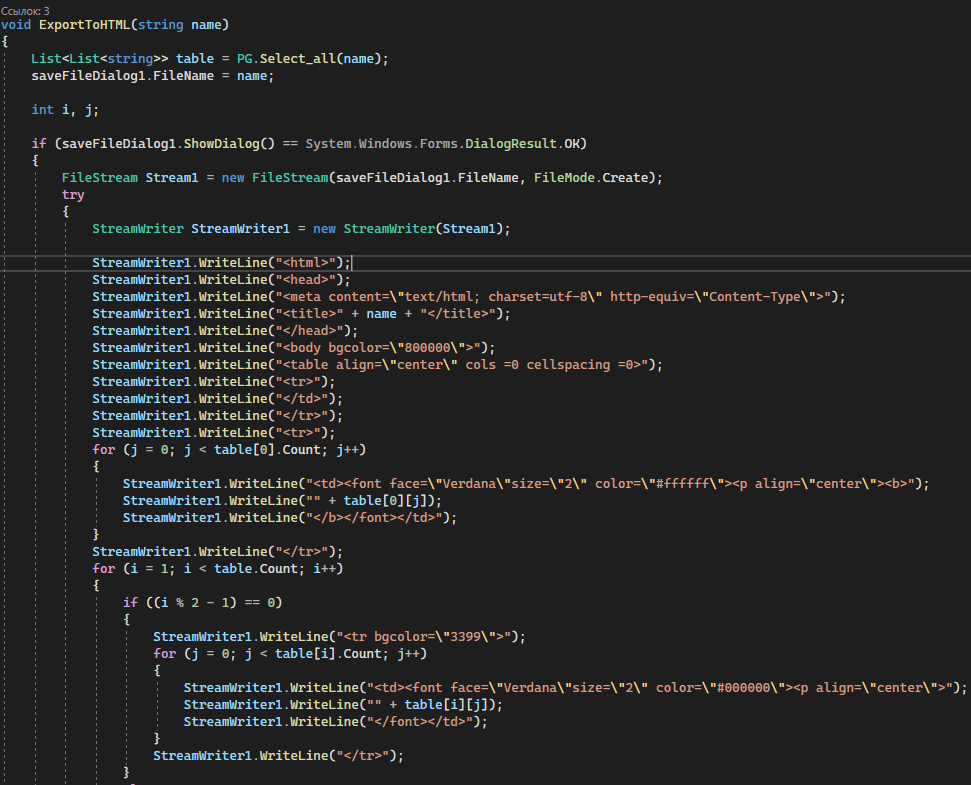 Ссылок: 3
void ExportToHTML(string name)
{
List<List<string>> table = PG.Select_all(name);
saveFileDialog1.FileName = name;
int i, j;
if (saveFileDialog1.ShowDialog() == System.Windows.Forms.DialogResult.OK)
{
FileStream Stream1 = new FileStream(saveFileDialog1.FileName, FileMode.Create);
try
{
StreamWriter StreamWriter1 = new StreamWriter(Stream1);
StreamWriter1.WriteLine("<html>");
StreamWriter1.WriteLine("<head>");
StreamWriter1.WriteLine("<meta content=\"text/html; charset=utf-8\" http-equiv=\"Content-Type\">");
StreamWriter1.WriteLine("<title>" + name + "</title>");
StreamWriter1.WriteLine("</head>");
StreamWriter1.WriteLine("<body bgcolor=\"800000\">");
StreamWriter1.WriteLine("<table align=\"center\" cols =0 cellspacing =0>");
StreamWriter1.WriteLine("<tr>");
StreamWriter1.WriteLine("</td>");
StreamWriter1.WriteLine("</tr>");
StreamWriter1.WriteLine("<tr>");
for (j = 0; j < table[0].Count; j++)
{
StreamWriter1.WriteLine("<td><font face=\"Verdana\"size=\"2\" color=\"#ffffff\"><p align=\"center\"><b>");
StreamWriter1.WriteLine("" + table[0][j]);
StreamWriter1.WriteLine("</b></font></td>");
}
StreamWriter1.WriteLine("</tr>");
for (i = 1; i < table.Count; i++)
{
if ((i % 2 - 1) == 0)
{
StreamWriter1.WriteLine("<tr bgcolor=\"3399\">");
for (j = 0; j < table[i].Count; j++)
{
StreamWriter1.WriteLine("<td><font face=\"Verdana\"size=\"2\" color=\"#000000\"><p align=\"center\">");
StreamWriter1.WriteLine("" + table[i][j]);
StreamWriter1.WriteLine("</font></td>");
}
StreamWriter1.WriteLine("</tr>");
}